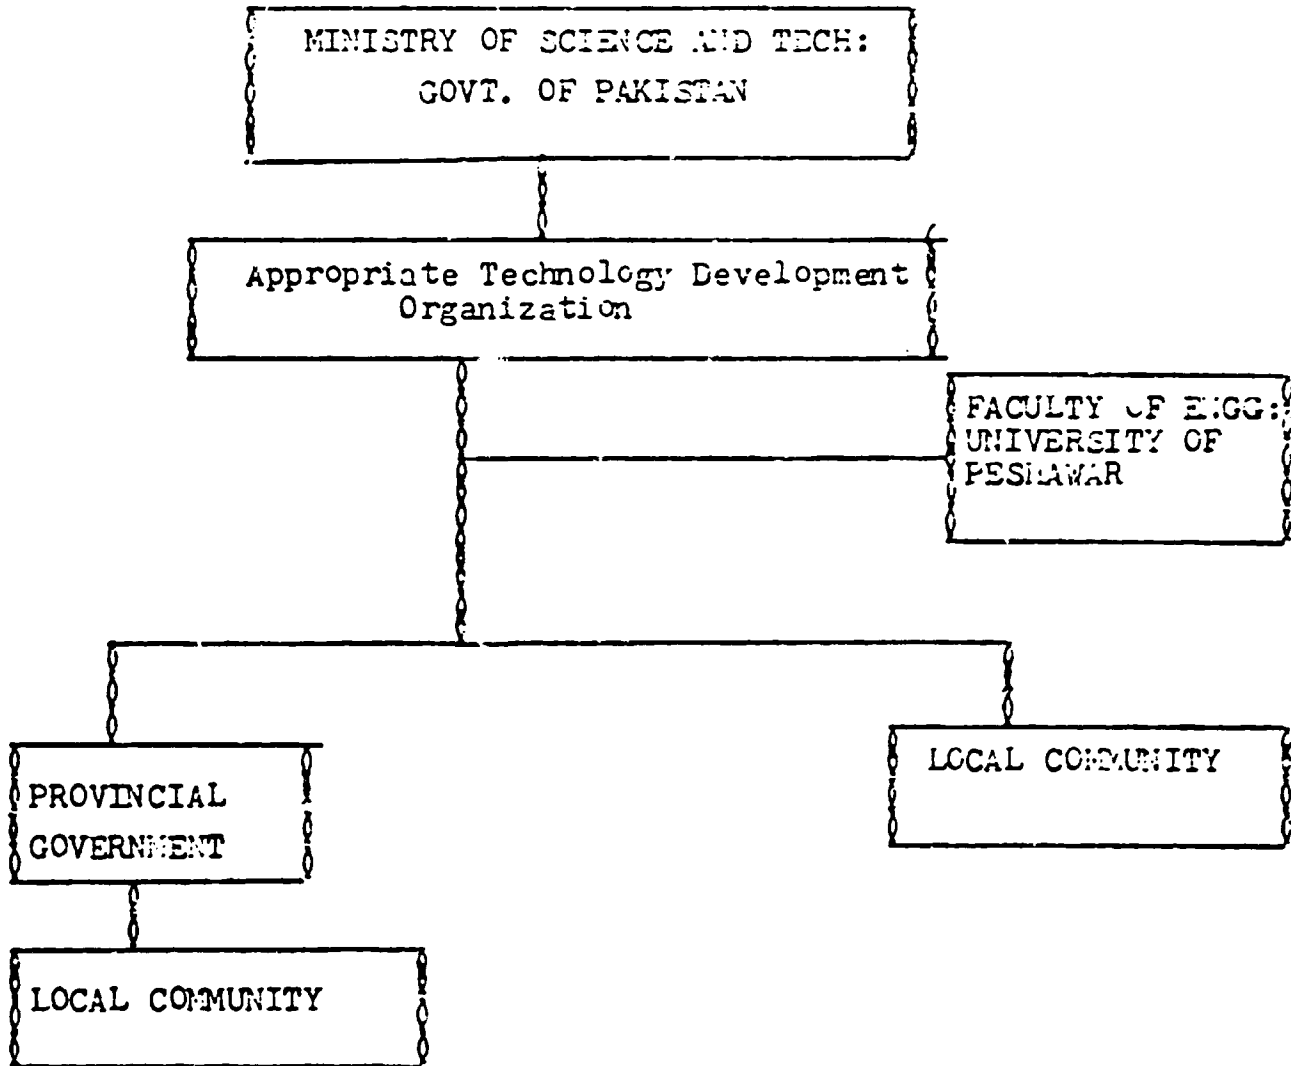 MINISTRY OF SCIENCE AND TECH:
GOVT. OF PAKISTAN
Appropriate Technology Development
Organization
FACULTY OF ENGG:
UNIVERSITY OF
PESHAWAR
PROVINCIAL
GOVERNMENT
LOCAL COMMUNITY
LOCAL COMMUNITY